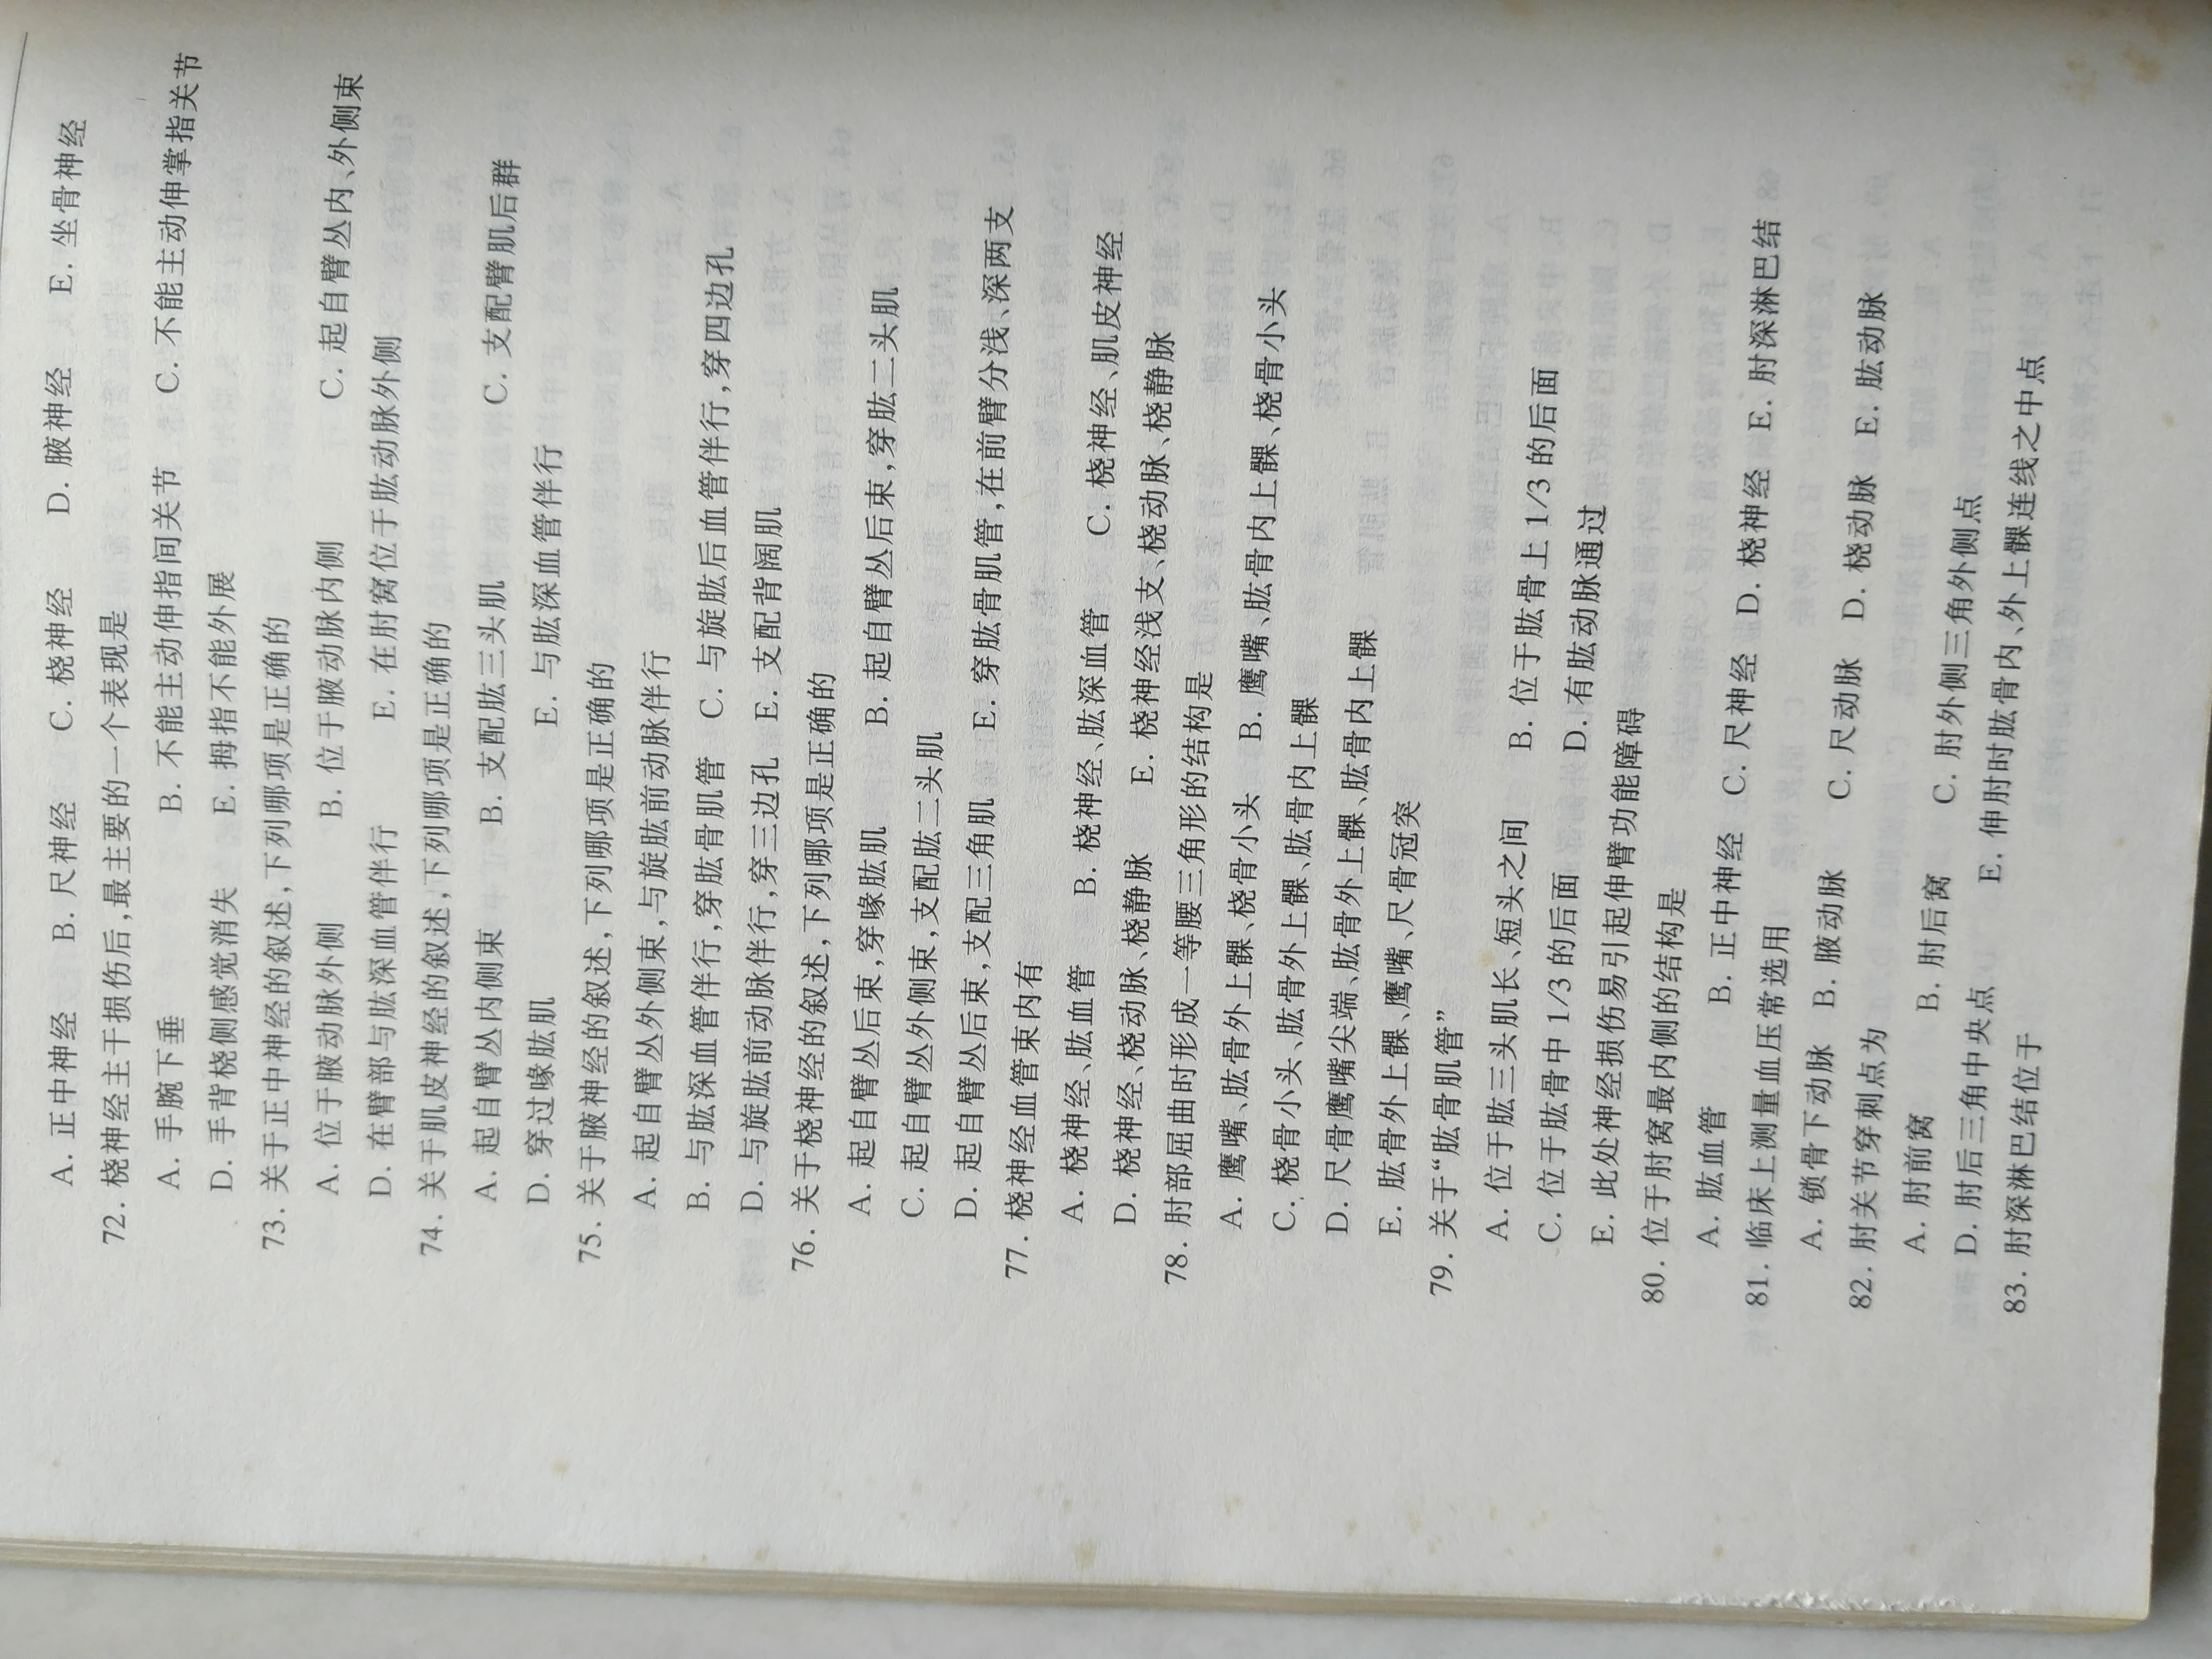 A. 正中神经 B. 尺神经 C. 桡神经 D. 腋神经 E. 坐骨神经
72. 桡神经主干损伤后,最主要的一个表现是
A. 手腕下垂 B. 不能主动伸指间关节 C. 不能主动伸掌指关节
D. 手背桡侧感觉消失 E. 拇指不能外展
73. 关于正中神经的叙述,下列哪项是正确的
A. 位于腋动脉外侧 B. 位于腋动脉内侧 C. 起自臂丛内、外侧束
D. 在臂部与肱深血管伴行 E. 在肘窝位于肱动脉外侧
74. 关于肌皮神经的叙述,下列哪项是正确的
A. 起自臂丛内侧束 B. 支配肱三头肌 C. 支配臂肌后群
D. 穿过喙肱肌 E. 与肱深血管伴行
75. 关于腋神经的叙述,下列哪项是正确的
A. 起自臂丛外侧束,与旋肱前动脉伴行
B. 与肱深血管伴行,穿肱骨肌管 C. 与旋肱后血管伴行,穿四边孔
D. 与旋肱前动脉伴行,穿三边孔 E. 支配背阔肌
76. 关于桡神经的叙述,下列哪项是正确的
A. 起自臂丛后束,穿喙肱肌 B. 起自臂丛后束,穿肱二头肌
C. 起自臂丛外侧束,支配肱二头肌
D. 起自臂丛后束,支配三角肌 E. 穿肱骨肌管,在前臂分浅、深两支
77. 桡神经血管束内有
A. 桡神经、肱血管 B. 桡神经、肱深血管 C. 桡神经、肌皮神经
D. 桡神经、桡动脉、桡静脉 E. 桡神经浅支、桡动脉、桡静脉
78. 肘部屈曲时形成一等腰三角形的结构是
A. 鹰嘴、肱骨外上髁、桡骨小头 B. 鹰嘴、肱骨内上髁、桡骨小头
C. 桡骨小头、肱骨外上髁、肱骨内上髁
D. 尺骨鹰嘴尖端、肱骨外上髁、肱骨内上髁
E. 肱骨外上髁、鹰嘴、尺骨冠突
79. 关于“肱骨肌管”
A. 位于肱三头肌长、短头之间 B. 位于肱骨上 1/3 的后面
C. 位于肱骨中 1/3 的后面 D. 有肱动脉通过
E. 此处神经损伤易引起伸臂功能障碍
80. 位于肘窝最内侧的结构是
A. 肱血管 B. 正中神经 C. 尺神经 D. 桡神经 E. 肘深淋巴结
81. 临床上测量血压常选用
A. 锁骨下动脉 B. 腋动脉 C. 尺动脉 D. 桡动脉 E. 肱动脉
82. 肘关节穿刺点为
A. 肘前窝 B. 肘后窝 C. 肘外侧三角外侧点
D. 肘后三角中央点 E. 伸肘时肱骨内、外上髁连线之中点
83. 肘深淋巴结位于